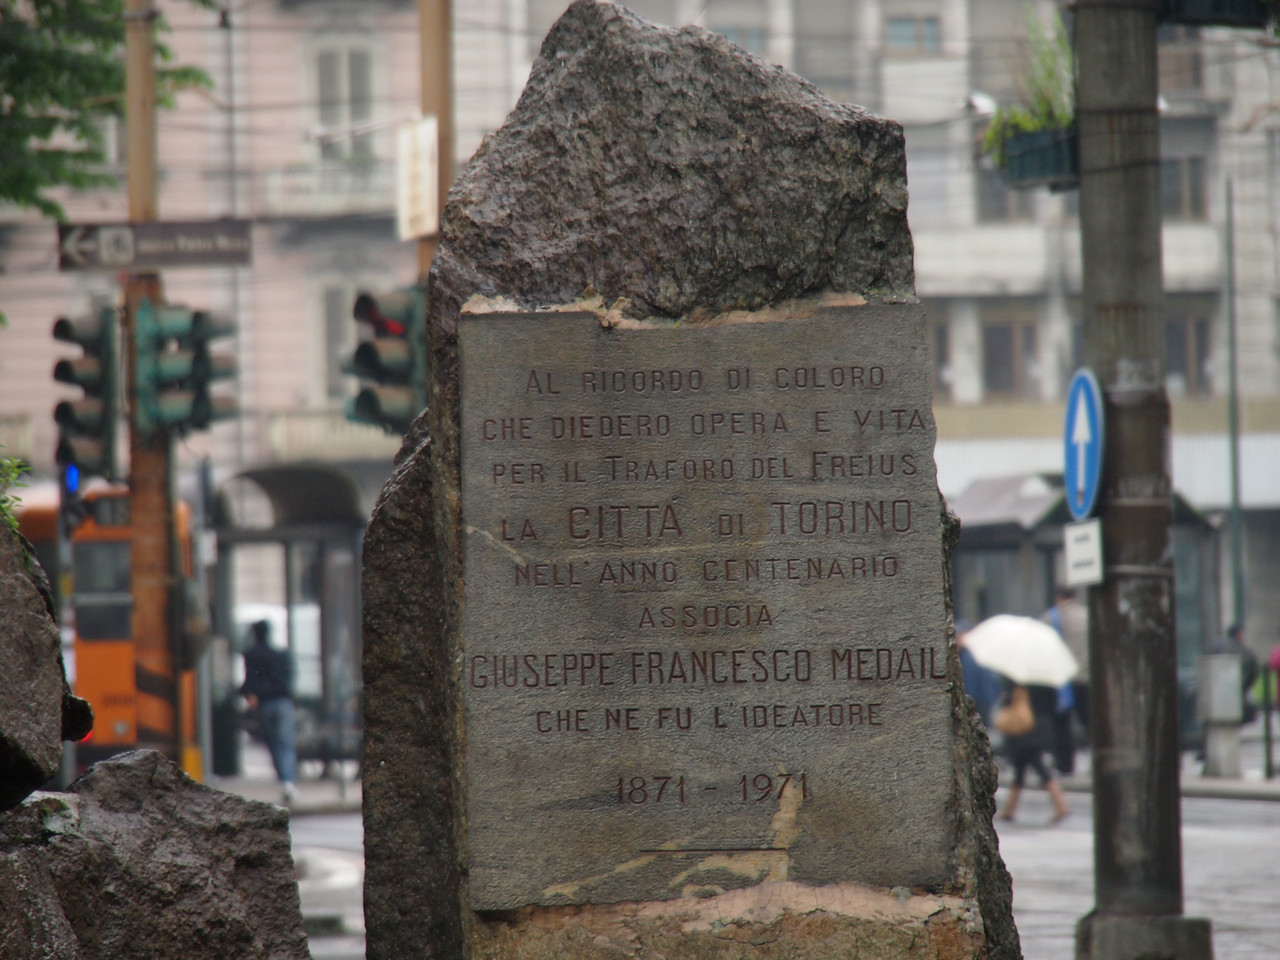 AL RICORDO DI COLORO
CHE DIEDERO OPERA E VITA
PER IL TRAFORO DEL FREJUS
LA CITTÀ DI TORINO
NELL'ANNO CENTENARIO
ASSOCIA
GIUSEPPE FRANCESCO MEDAIL
CHE NE FU L'IDEATORE
1871 - 1971